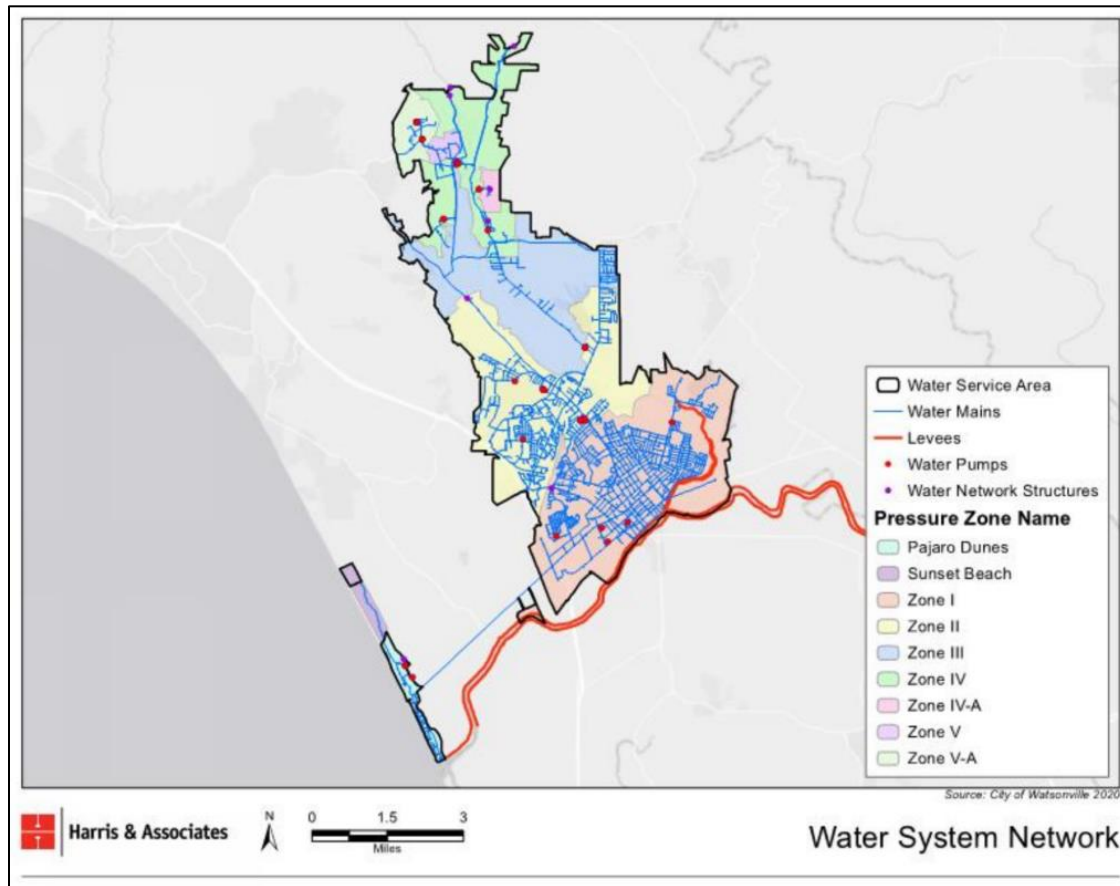 Water Service Area
Water Mains
Levees
Water Pumps
Water Network Structures
Pressure Zone Name
Pajaro Dunes
Sunset Beach
Zone I
Zone II
Zone III
Zone IV
Zone IV-A
Zone V
Zone V-A
Source: City of Watsonville 2020
Harris & Associates
N
0 1.5 3
Miles
Water System Network